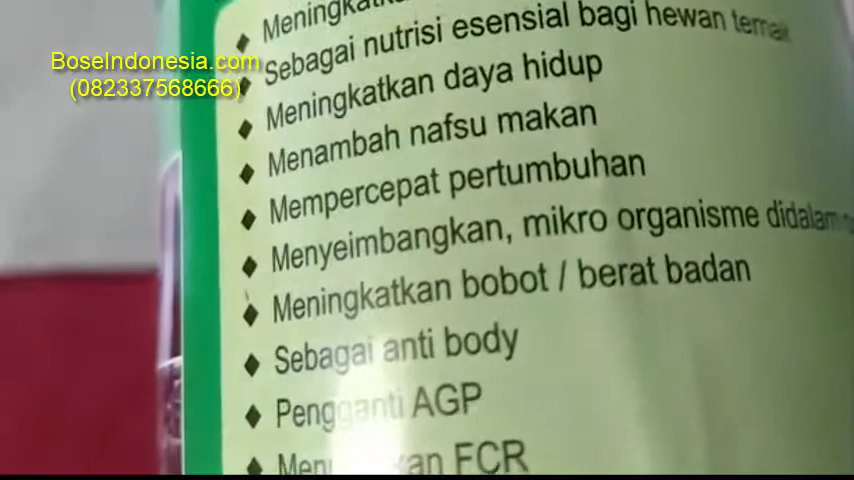 BoseIndonesia.com
(082337568666)
Sebagai nutrisi esensial bagi hewan ternak
Meningkatkan daya hidup
Menambah nafsu makan
Mempercepat pertumbuhan
Menyeimbangkan, mikro organisme didalam
Meningkatkan bobot / berat badan
Sebagai anti body
Pengganti AGP
FCR